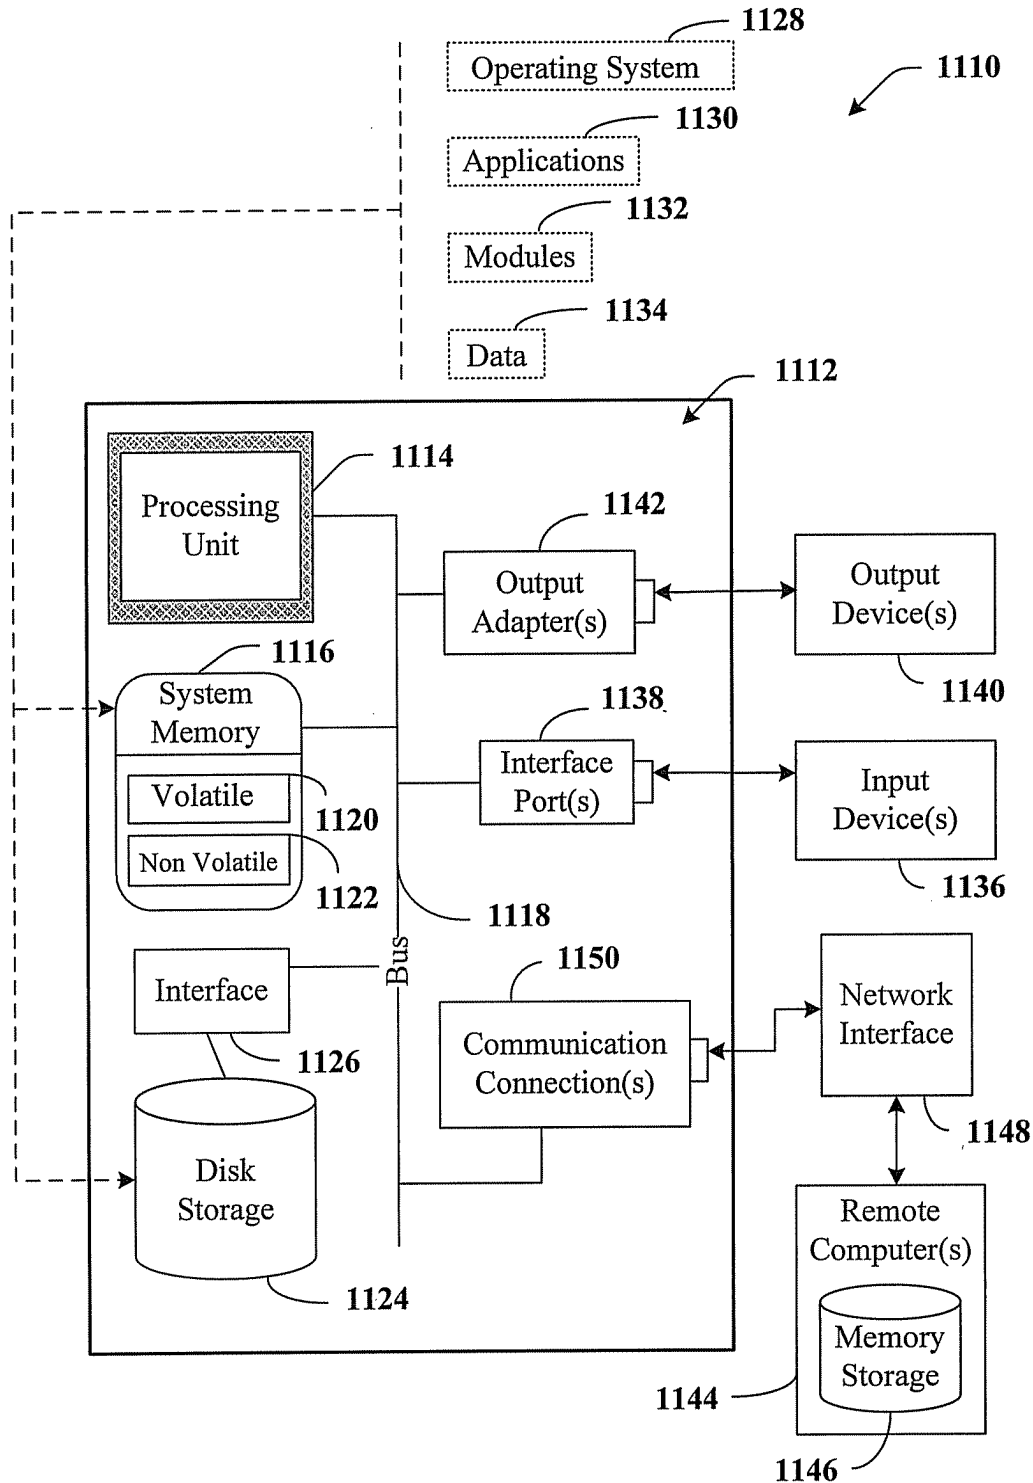 1128
Operating System
1110
1130
Applications
1132
Modules
1134
Data
1112
1114
Processing
Unit
1142
Output
Adapter(s)
Output
Device(s)
1140
1116
System
Memory
Volatile
1120
Non Volatile
1122
1138
Interface
Port(s)
Input
Device(s)
1136
1118
Bus
Interface
1126
1150
Communication
Connection(s)
Network
Interface
1148
Disk
Storage
1124
Remote
Computer(s)
Memory
Storage
1144
1146